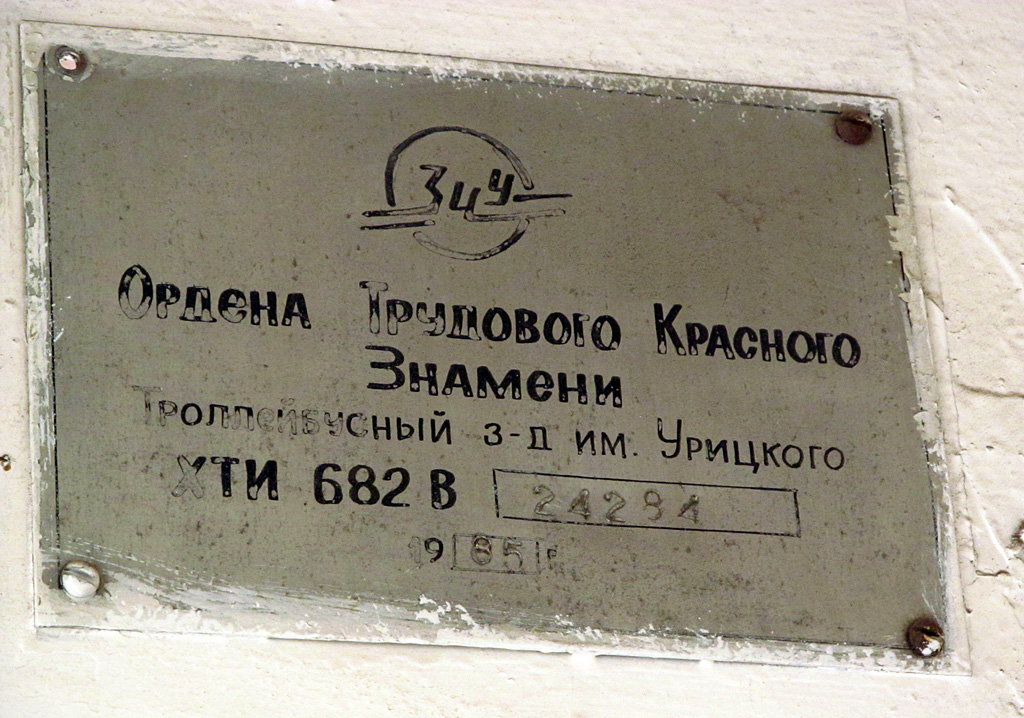 ЗИУ
Ордена Трудового Красного
Знамени
Троллейбусный з-д им. Урицкого
ХТИ 682 В 24284
19 85 г.